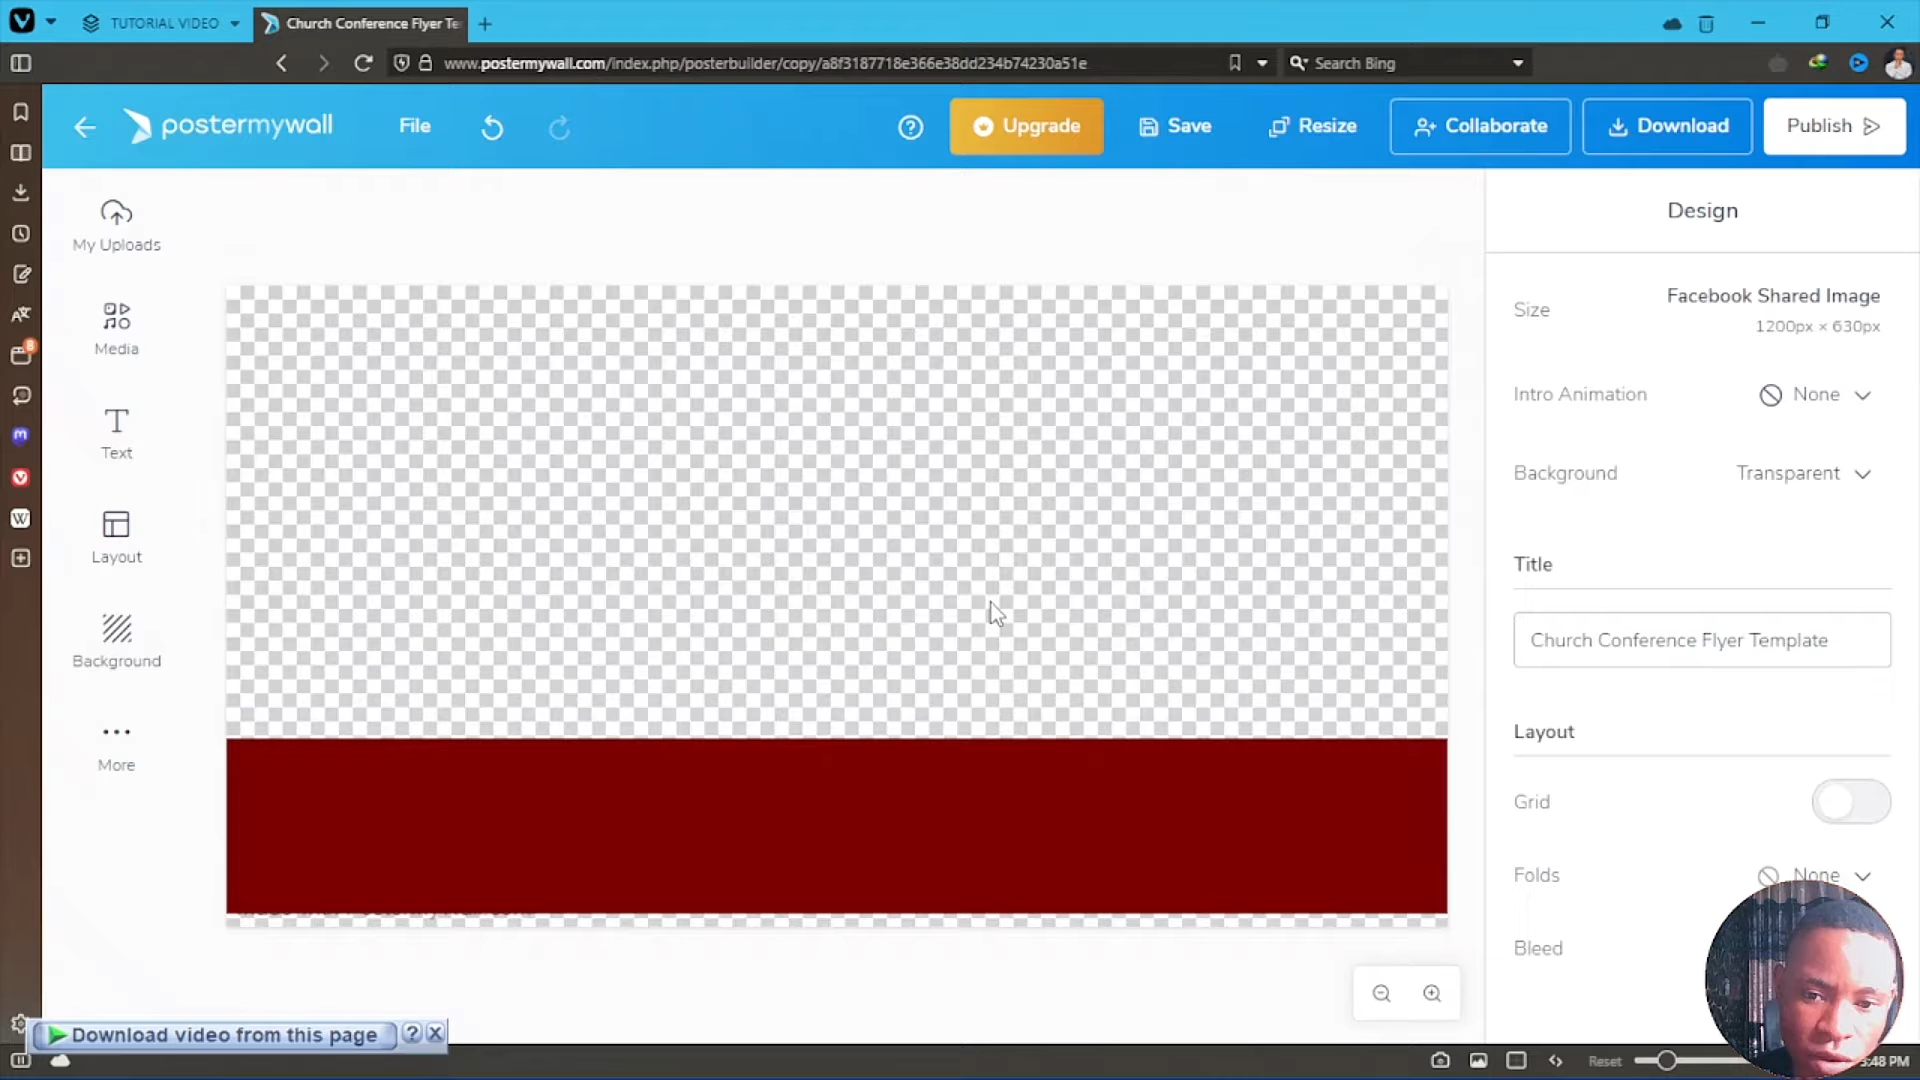 TUTORIAL VIDEO
Church Conference Flyer Te
www.postermywall.com/index.php/posterbuilder/copy/a8f3187718e366e38dd234b74230a51e
Search Bing
postermywall
File
Upgrade
Save
Resize
Collaborate
Download
Publish
My Uploads
Media
Text
Layout
Background
More
Design
Size
Facebook Shared Image
1200px × 630px
Intro Animation
None
Background
Transparent
Title
Church Conference Flyer Template
Layout
Grid
Folds
None
Bleed
8
Download video from this page
Reset
:48 PM